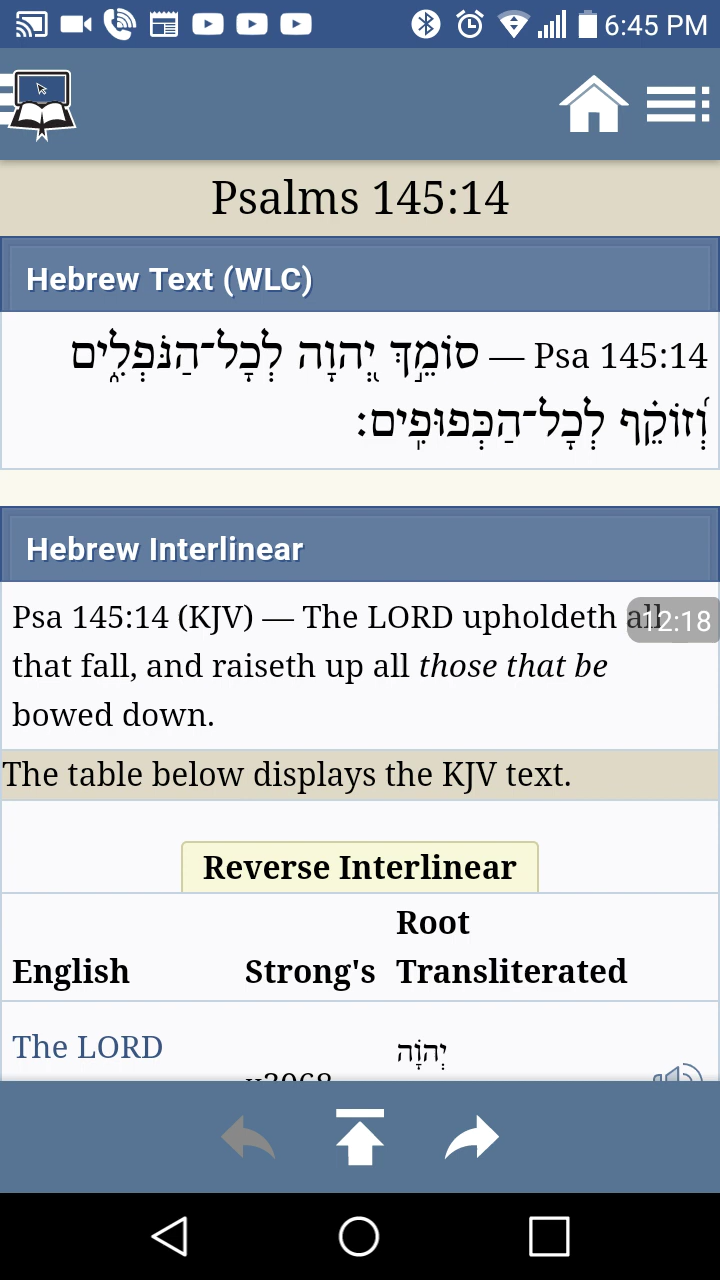 6:45 PM
Psalms 145:14
Hebrew Text (WLC)
Psa 145:14 — סוֹמֵ֣ךְ יְ֭הוָה לְכָל־הַנֹּפְלִ֑ים
וְ֝זוֹקֵ֗ף לְכָל־הַכְּפוּפִֽים׃
Hebrew Interlinear
Psa 145:14 (KJV) — The LORD upholdeth all
12:18
that fall, and raiseth up all those that be
bowed down.
The table below displays the KJV text.
Reverse Interlinear
English Strong's Root Transliterated
The LORD יְהֹוָה